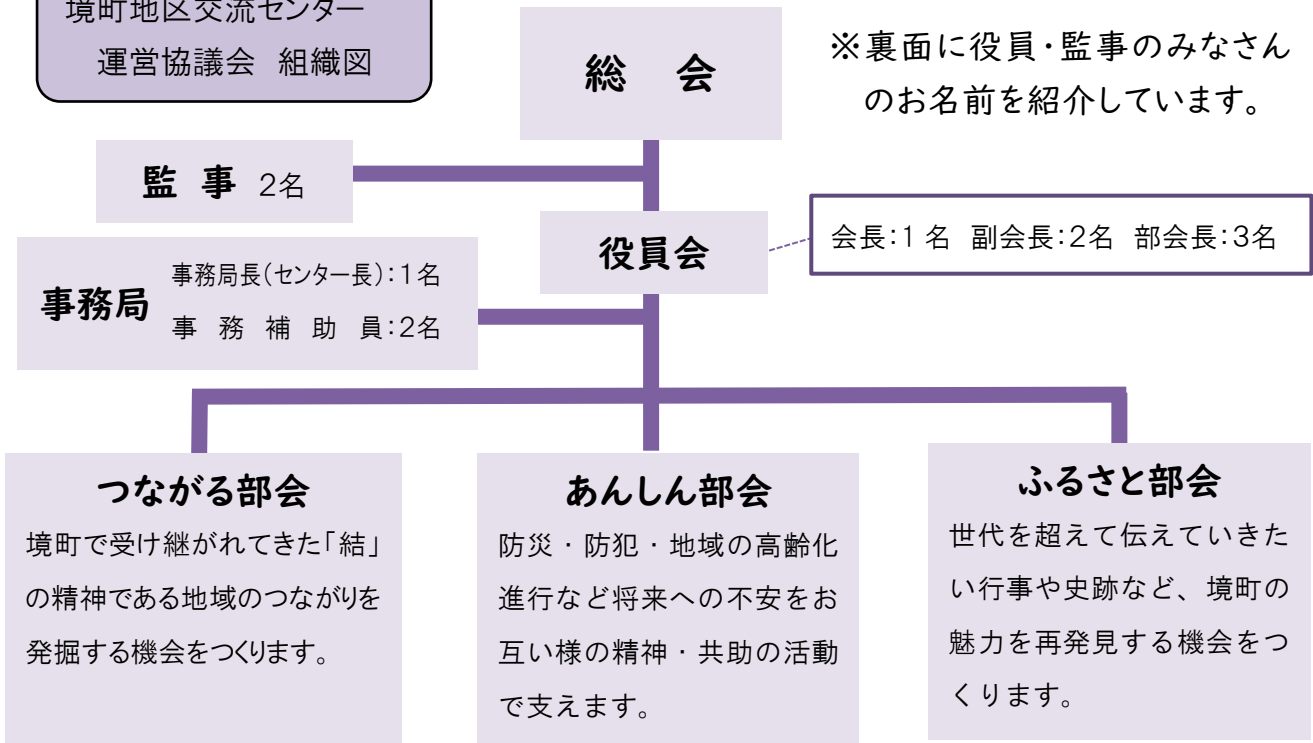 境町地区交流センター
運営協議会 組織図
総 会
※裏面に役員・監事のみなさん
のお名前を紹介しています。
監 事 2名
役員会
会長:1名 副会長:2名 部会長:3名
事務局
事務局長(センター長):1名
事 務 補 助 員:2名
つながる部会
境町で受け継がれてきた「結」
の精神である地域のつながりを
発掘する機会をつくります。
あんしん部会
防災・防犯・地域の高齢化
進行など将来への不安をお
互い様の精神・共助の活動
で支えます。
ふるさと部会
世代を超えて伝えていきた
い行事や史跡など、境町の
魅力を再発見する機会をつ
くります。